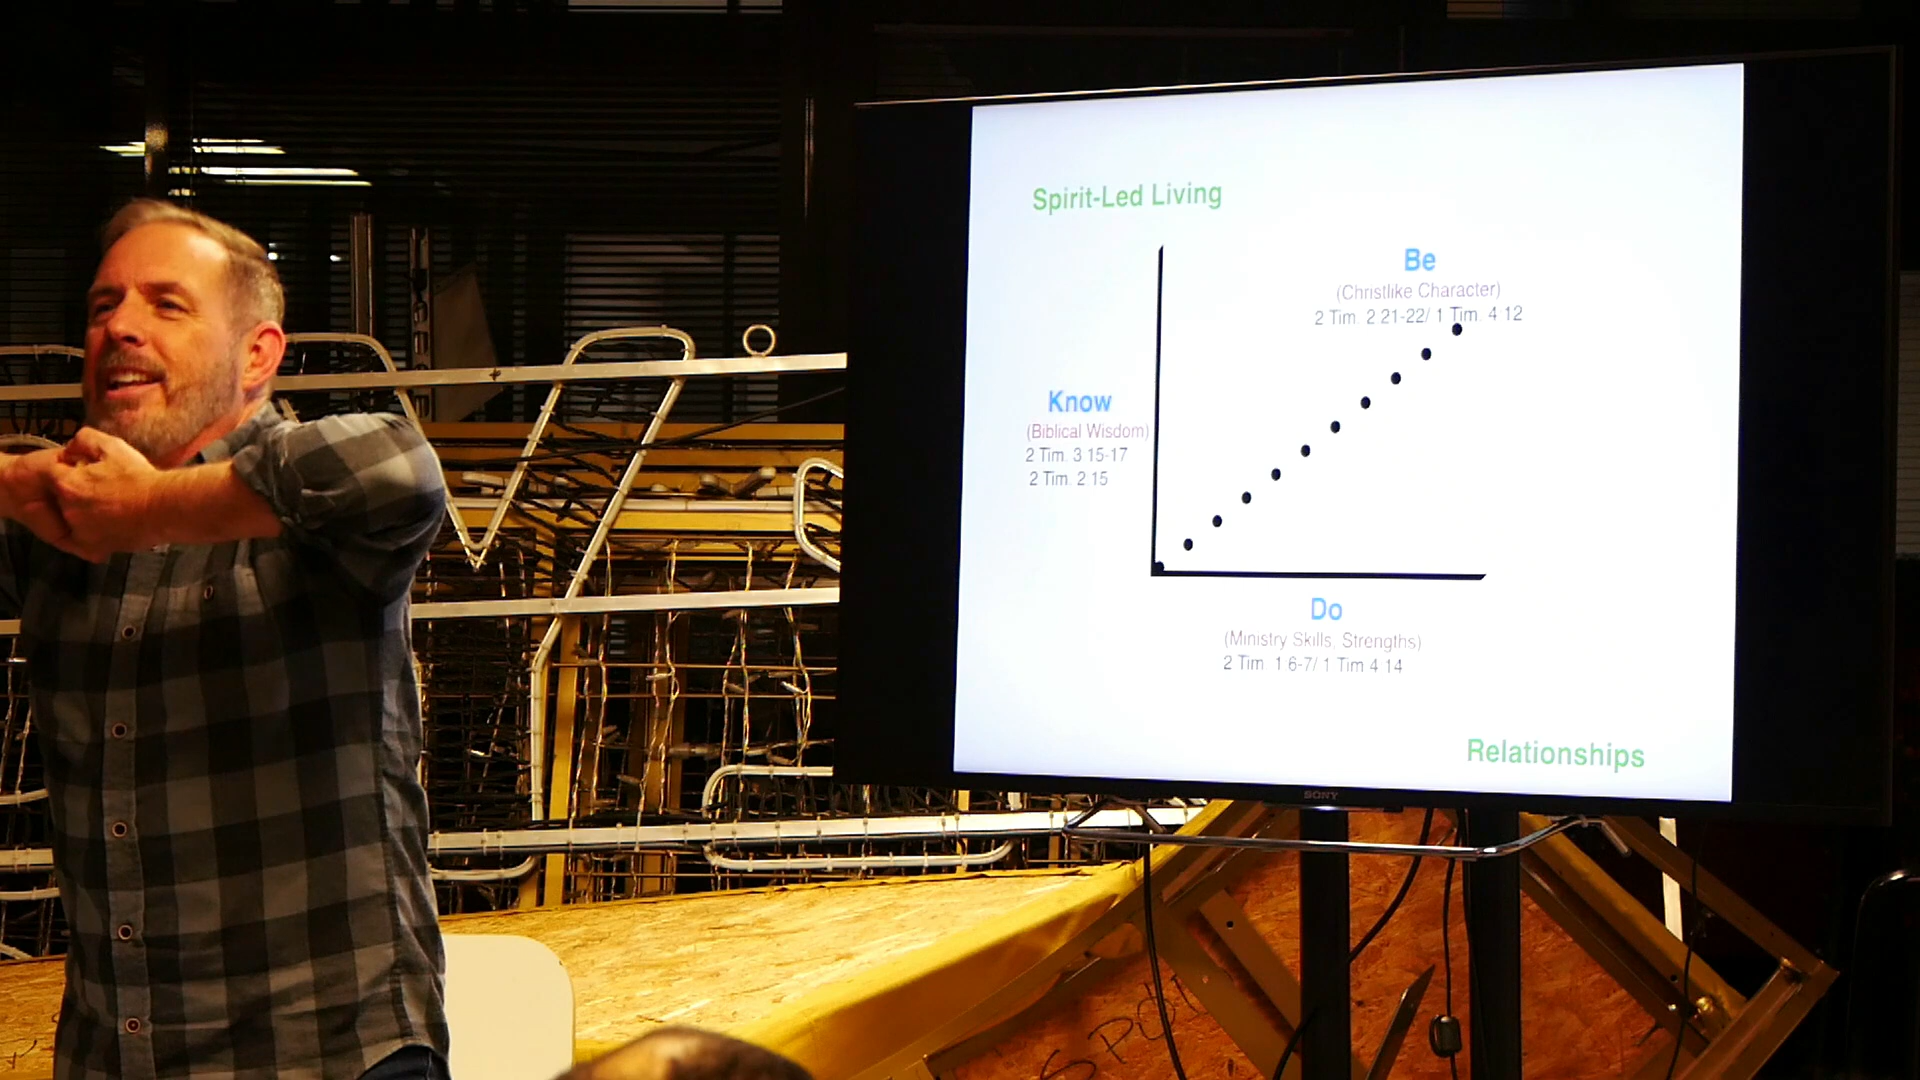 Spirit-Led Living
Be
(Christlike Character)
2 Tim. 2 21-22/ 1 Tim. 4 12
Know
(Biblical Wisdom)
2 Tim. 3 15-17
2 Tim. 2 15
Do
(Ministry Skills, Strengths)
2 Tim 1 6-7/ 1 Tim 4 14
Relationships
SONY